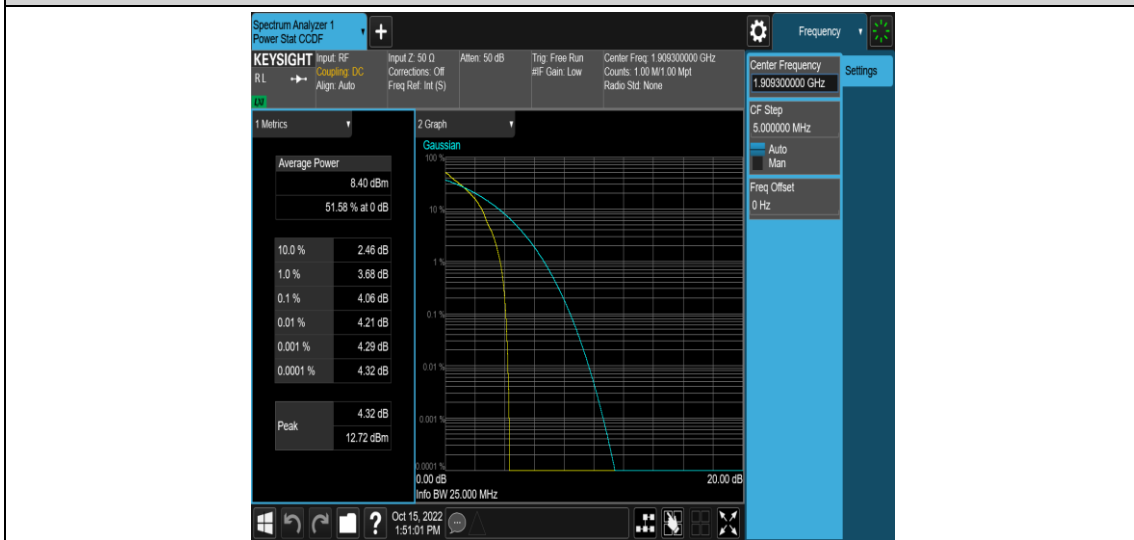 Spectrum Analyzer 1
Power Stat CCDF
+
Frequency
KEYSIGHT
RL
Input: RF
Coupling: DC
Align: Auto
Input Z: 50 Ω
Corrections: Off
Freq Ref: Int (S)
Atten: 50 dB
Trig: Free Run
#IF Gain: Low
Center Freq: 1.909300000 GHz
Counts: 1.00 M/1.00 Mpt
Radio Std: None
Center Frequency
1.909300000 GHz
Settings
CF Step
5.000000 MHz
Auto
Man
Freq Offset
0 Hz
1 Metrics
Average Power
8.40 dBm
51.58 % at 0 dB
10.0 % 2.46 dB
1.0 % 3.68 dB
0.1 % 4.06 dB
0.01 % 4.21 dB
0.001 % 4.29 dB
0.0001 % 4.32 dB
Peak
4.32 dB
12.72 dBm
2 Graph
Gaussian
100 %
10 %
1 %
0.1 %
0.01 %
0.001 %
0.0001 %
0.00 dB 20.00 dB
Info BW 25.000 MHz
?
Oct 15, 2022
1:51:01 PM